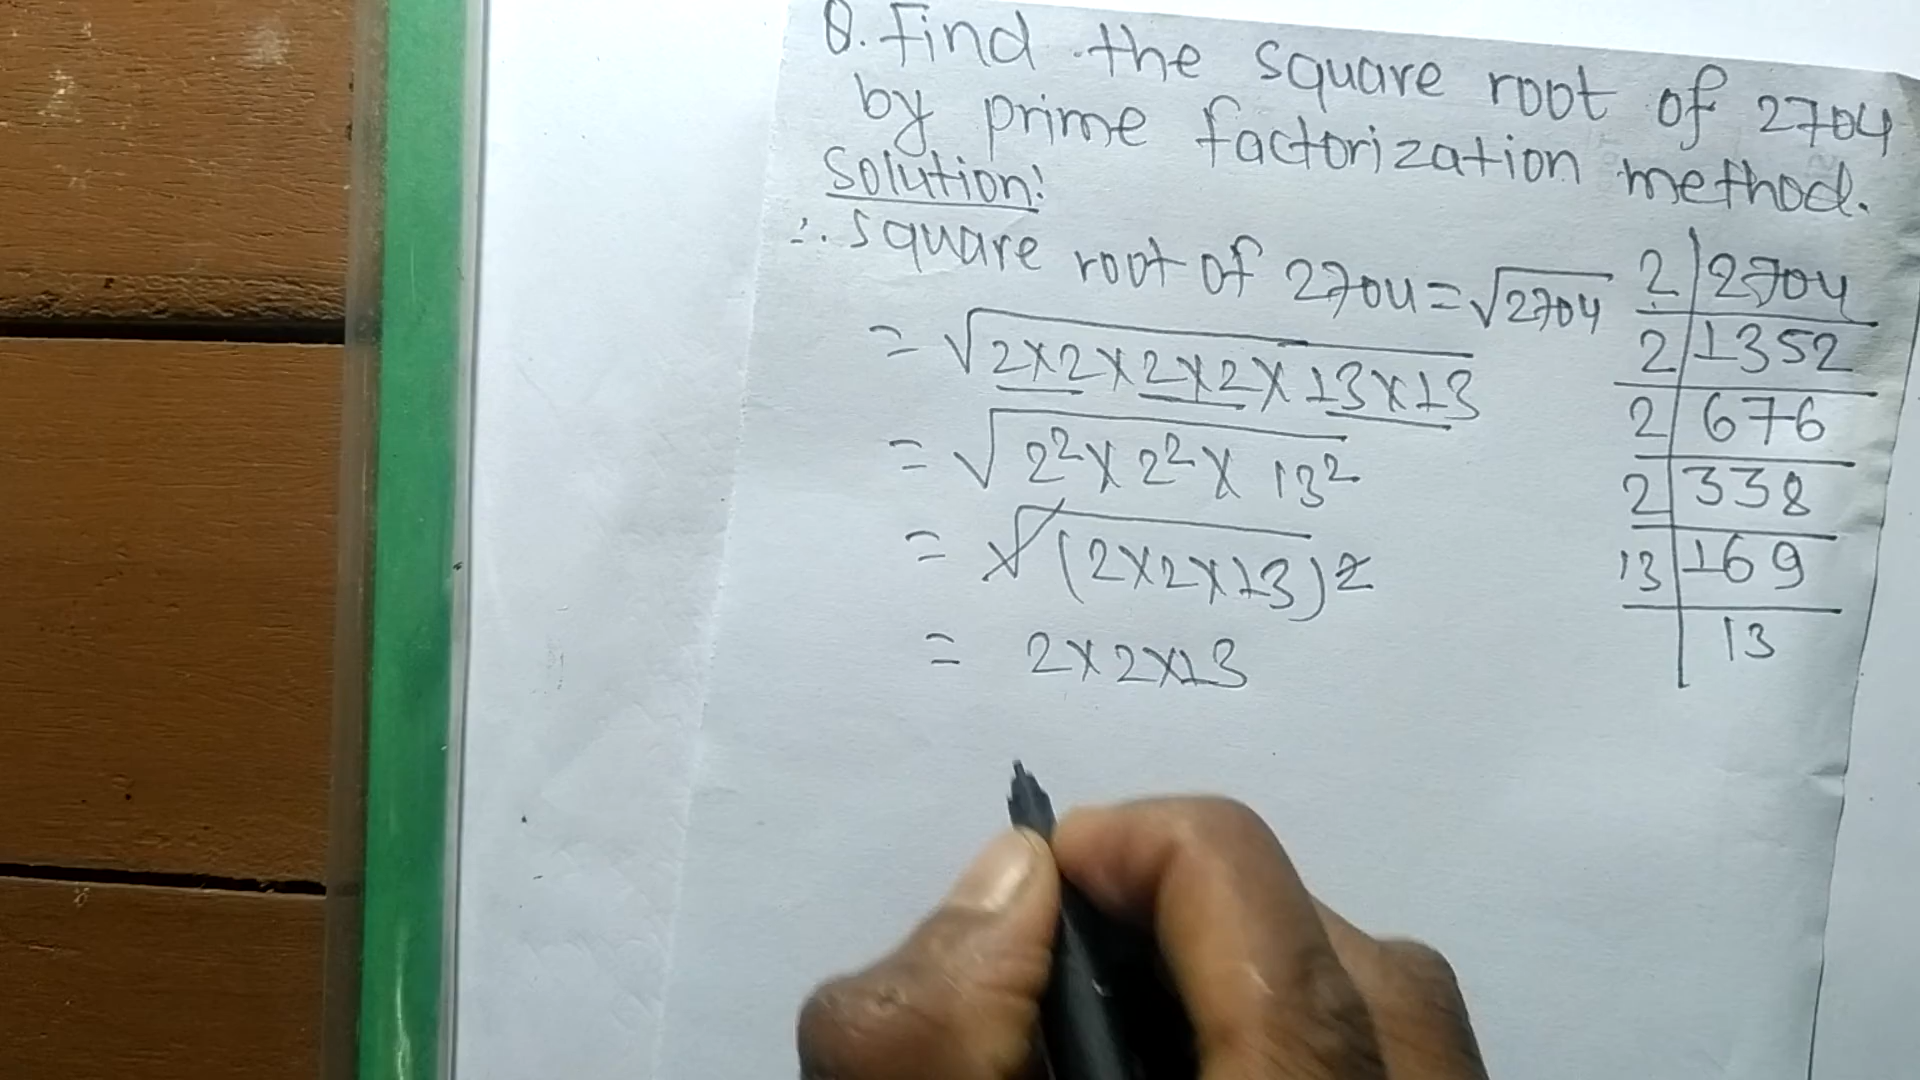 Q. Find the square root of 2704
by prime factorization method.
Solution:
∴ square root of 2704 = √2704
= √2×2×2×2×13×13
= √2²×2²×13²
= √(2×2×13)²
= 2×2×13
2 | 2704
2 | 1352
2 | 676
2 | 338
13 | 169
| 13